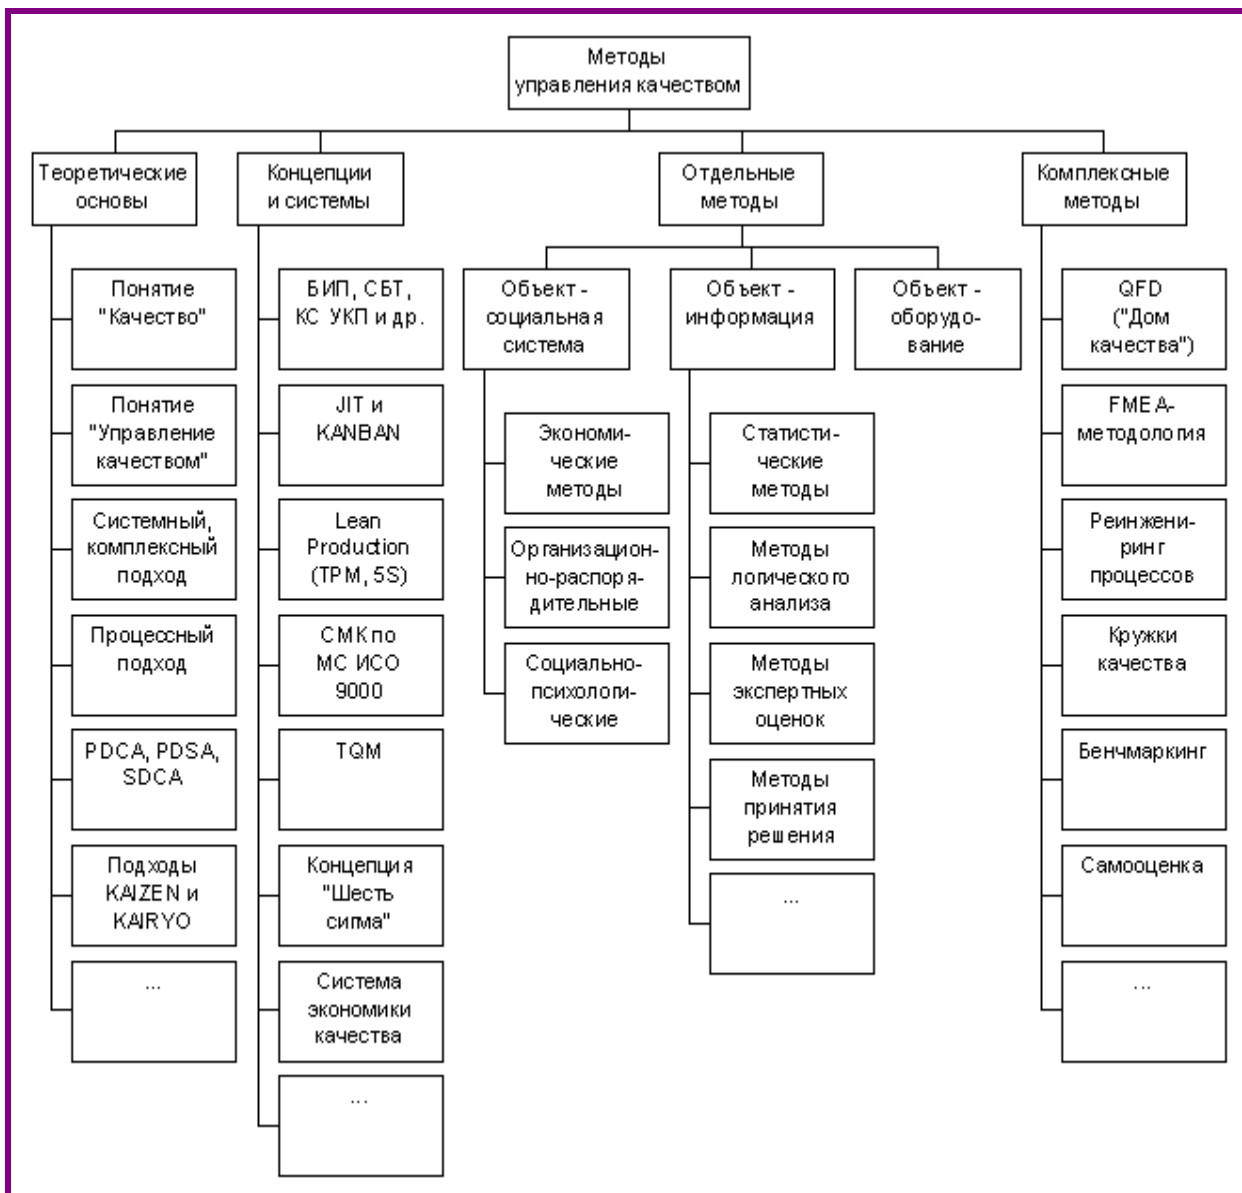 Методы
управления качеством
Теоретические
основы
Понятие
"Качество"
Понятие
"Управление
качеством"
Системный,
комплексный
подход
Процессный
подход
PDCA, PDSA,
SDCA
Подходы
KAIZEN и
KAIRYO
...
Концепции
и системы
БИП, СБТ,
КС УКП и др.
JIT и
KANBAN
Lean
Production
(TPM, 5S)
СМК по
МС ИСО
9000
TQM
Концепция
"Шесть
сигма"
Система
экономики
качества
...
Отдельные
методы
Объект -
социальная
система
Экономи-
ческие
методы
Организацион-
но-распоря-
дительные
Социально-
психологи-
ческие
Объект -
информация
Статисти-
ческие
методы
Методы
логического
анализа
Методы
экспертных
оценок
Методы
принятия
решения
...
Объект -
оборудо-
вание
Комплексные
методы
QFD
("Дом
качества")
FMEA-
методология
Реинжени-
ринг
процессов
Кружки
качества
Бенчмаркинг
Самооценка
...